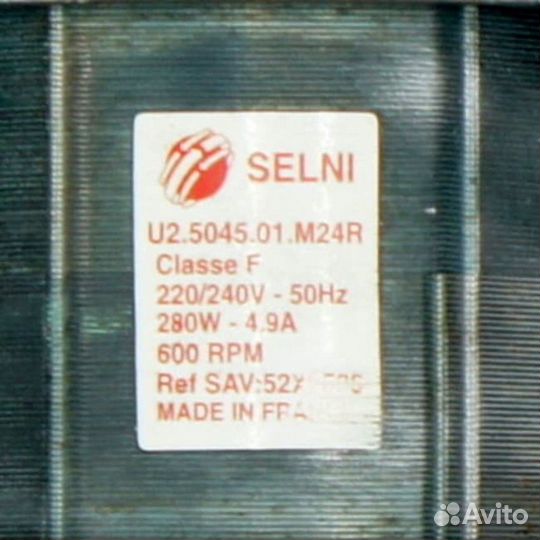 SELNI
U2.5045.01.M24R
Classe F
220/240V - 50Hz
280W - 4.9A
600 RPM
Ref SAV:
MADE IN
Avito